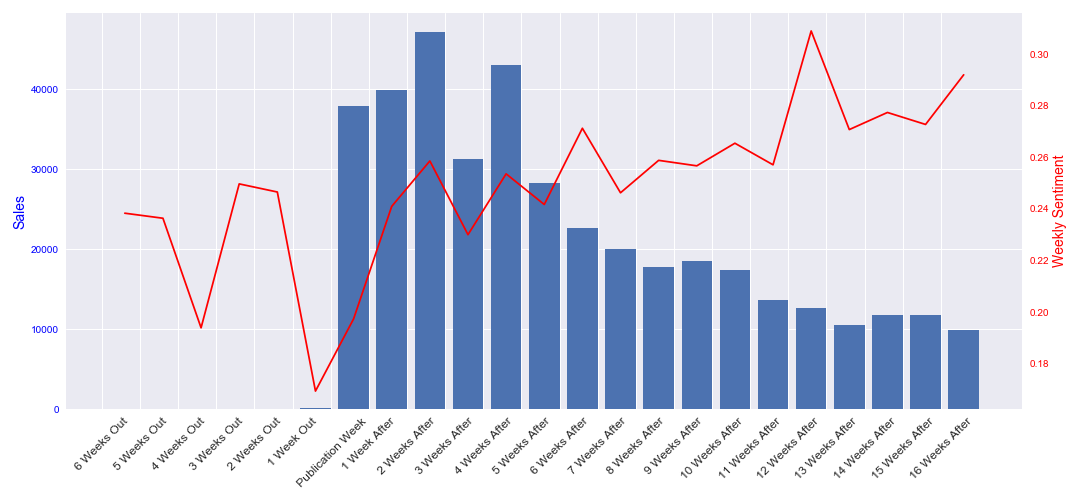 Sales
40000
30000
20000
10000
0
0.30
0.28
0.26
0.24
0.22
0.20
0.18
Weekly Sentiment
6 Weeks Out
5 Weeks Out
4 Weeks Out
3 Weeks Out
2 Weeks Out
1 Week Out
Publication Week
1 Week After
2 Weeks After
3 Weeks After
4 Weeks After
5 Weeks After
6 Weeks After
7 Weeks After
8 Weeks After
9 Weeks After
10 Weeks After
11 Weeks After
12 Weeks After
13 Weeks After
14 Weeks After
15 Weeks After
16 Weeks After